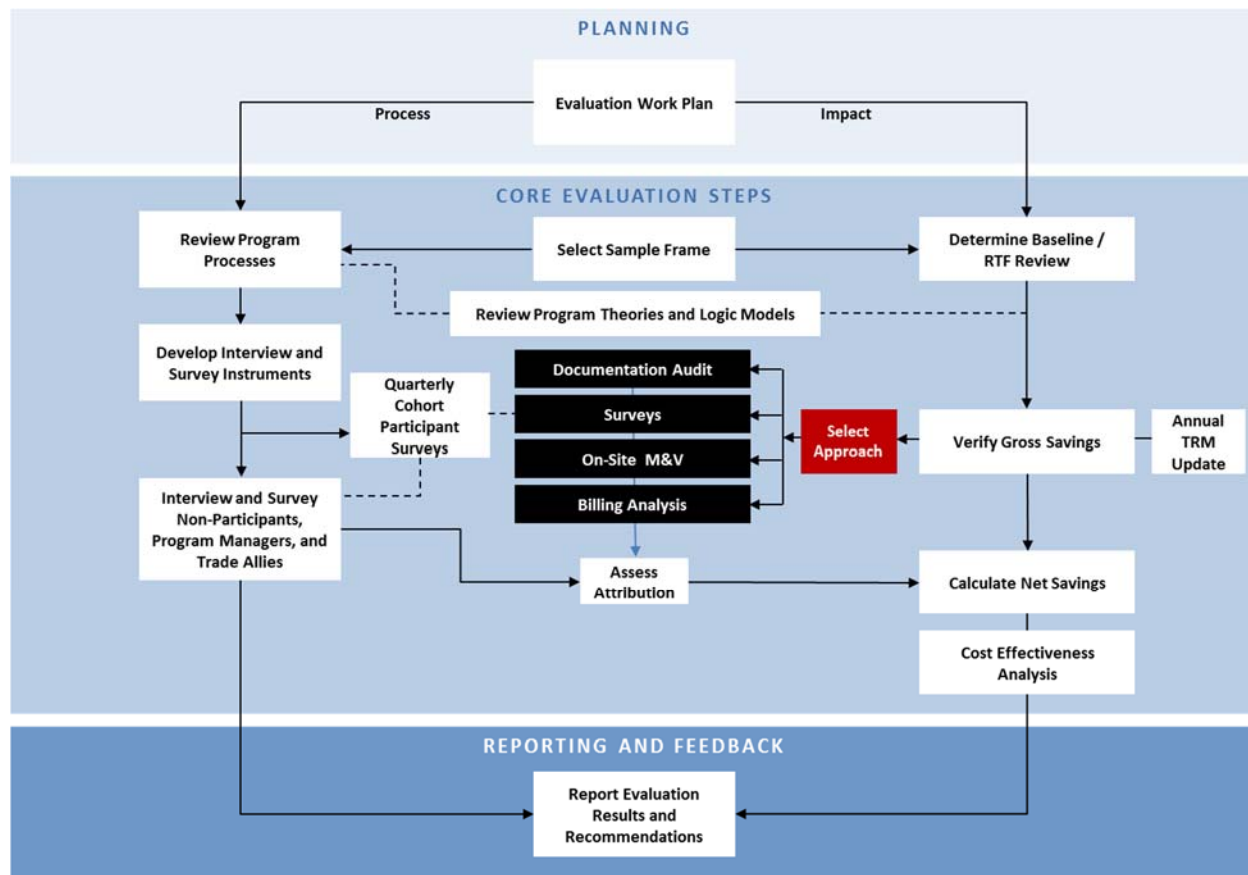 PLANNING
Evaluation Work Plan
Process
Impact
CORE EVALUATION STEPS
Review Program
Processes
Select Sample Frame
Determine Baseline /
RTF Review
Review Program Theories and Logic Models
Develop Interview and
Survey Instruments
Quarterly
Cohort
Participant
Surveys
Documentation Audit
Surveys
On-Site M&V
Billing Analysis
Select
Approach
Verify Gross Savings
Annual
TRM
Update
Interview and Survey
Non-Participants,
Program Managers, and
Trade Allies
Assess
Attribution
Calculate Net Savings
Cost Effectiveness
Analysis
REPORTING AND FEEDBACK
Report Evaluation
Results and
Recommendations